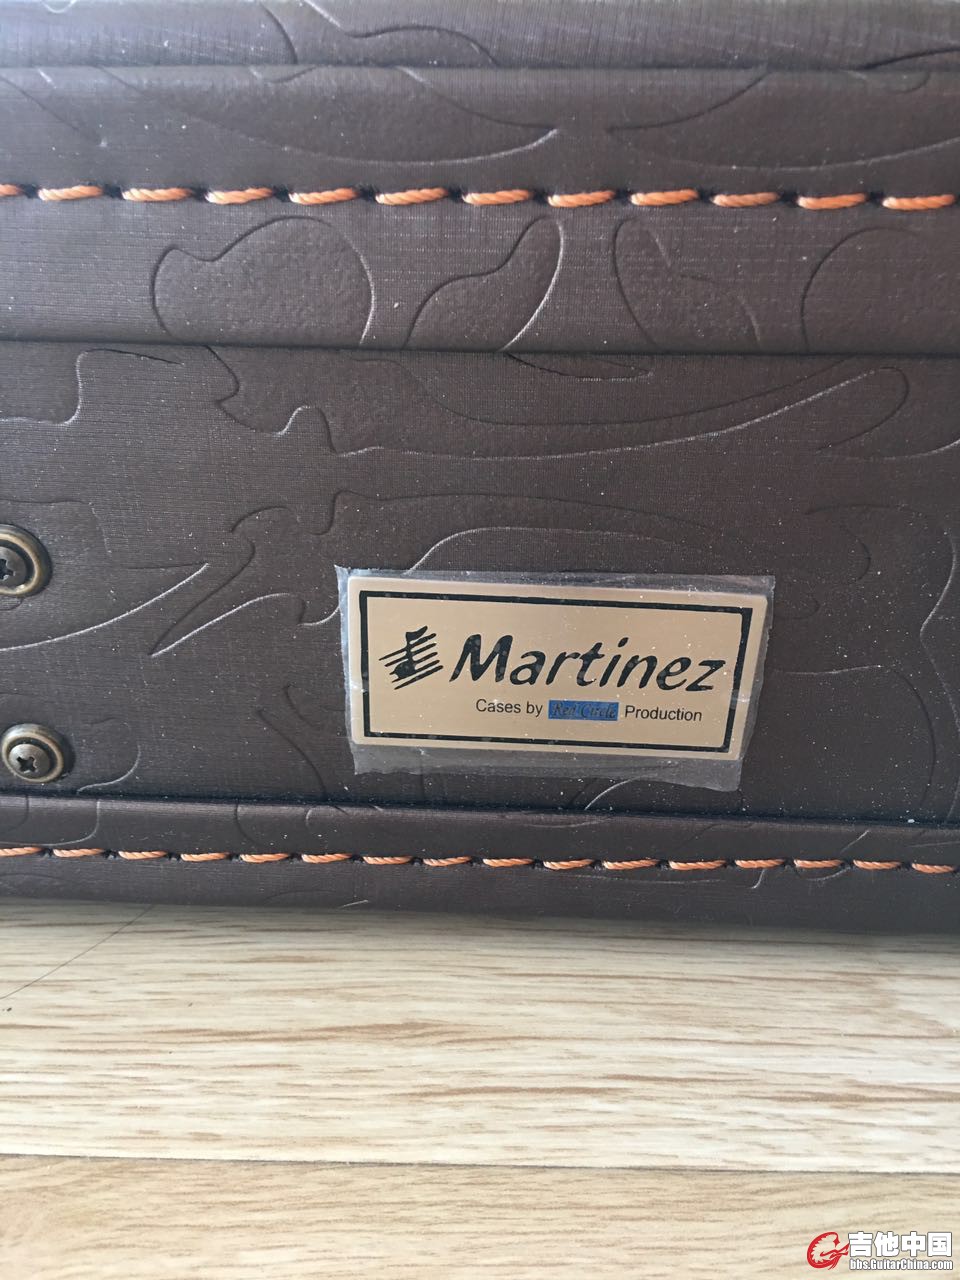 Martinez
Cases by Red Circle Production
吉他中国
bbs.GuitarChina.com